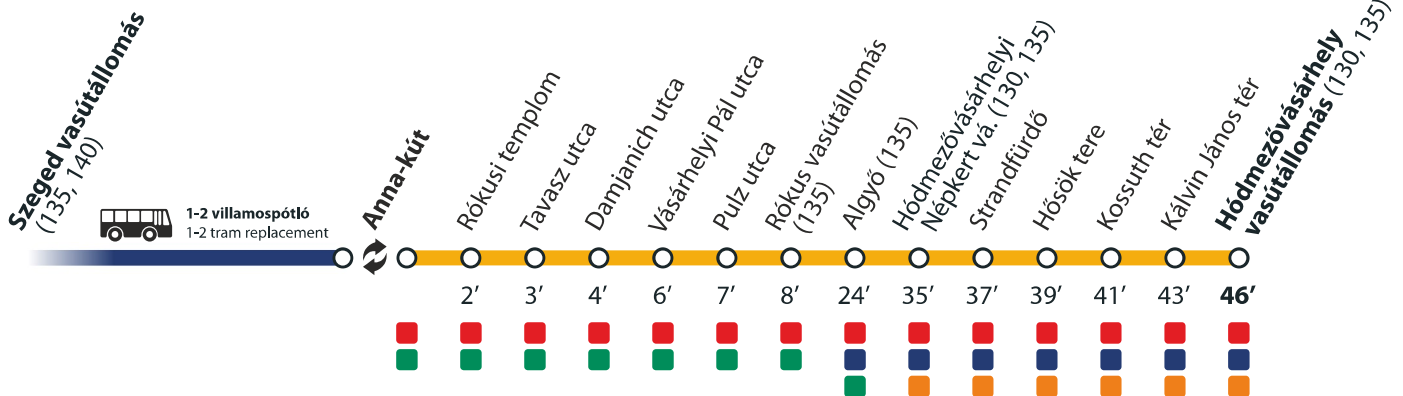 Szeged vasútállomás
(135, 140)
1-2 villamospótló
1-2 tram replacement
Anna-kút
Rókusi templom
Tavasz utca
Damjanich utca
Vásárhelyi Pál utca
Pulz utca
Rókus vasútállomás
(135)
Algyő (135)
Hódmezővásárhelyi
Népkert vá. (130, 135)
Strandfürdő
Hősök tere
Kossuth tér
Kálvin János tér
Hódmezővásárhely
vasútállomás (130, 135)
2’ 3’ 4’ 6’ 7’ 8’ 24’ 35’ 37’ 39’ 41’ 43’ 46’